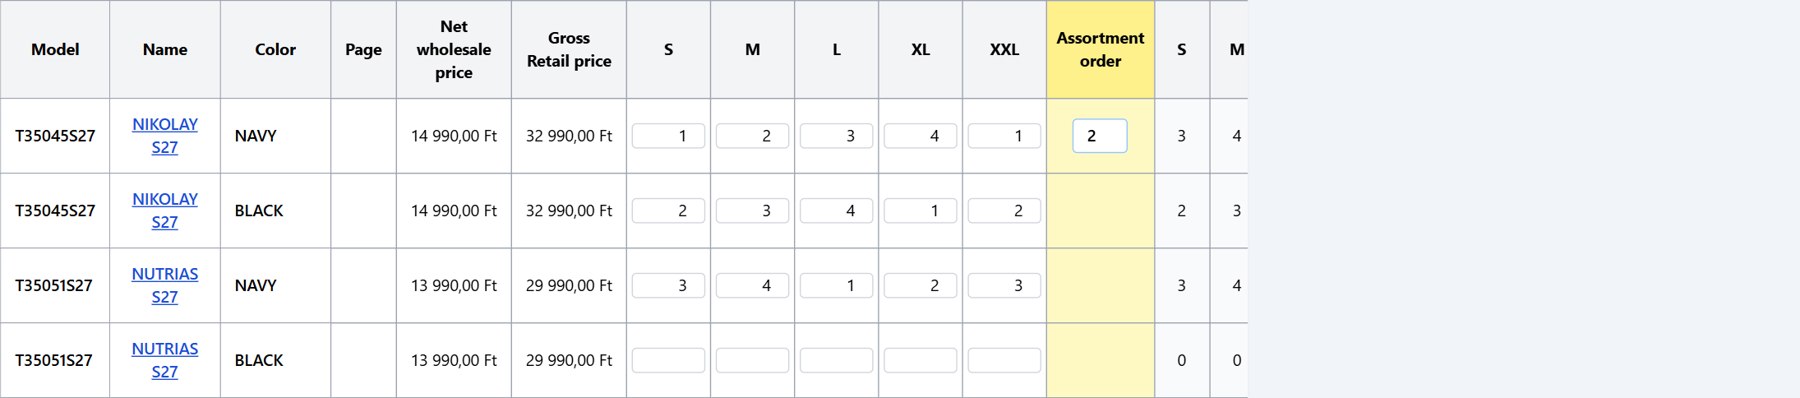 Model Name Color Page Net wholesale price Gross Retail price S M L XL XXL Assortment order S M
T35045S27 NIKOLAY S27 NAVY 14 990,00 Ft 32 990,00 Ft 1 2 3 4 1 2 3 4
T35045S27 NIKOLAY S27 BLACK 14 990,00 Ft 32 990,00 Ft 2 3 4 1 2 2 3
T35051S27 NUTRIAS S27 NAVY 13 990,00 Ft 29 990,00 Ft 3 4 1 2 3 3 4
T35051S27 NUTRIAS S27 BLACK 13 990,00 Ft 29 990,00 Ft 0 0